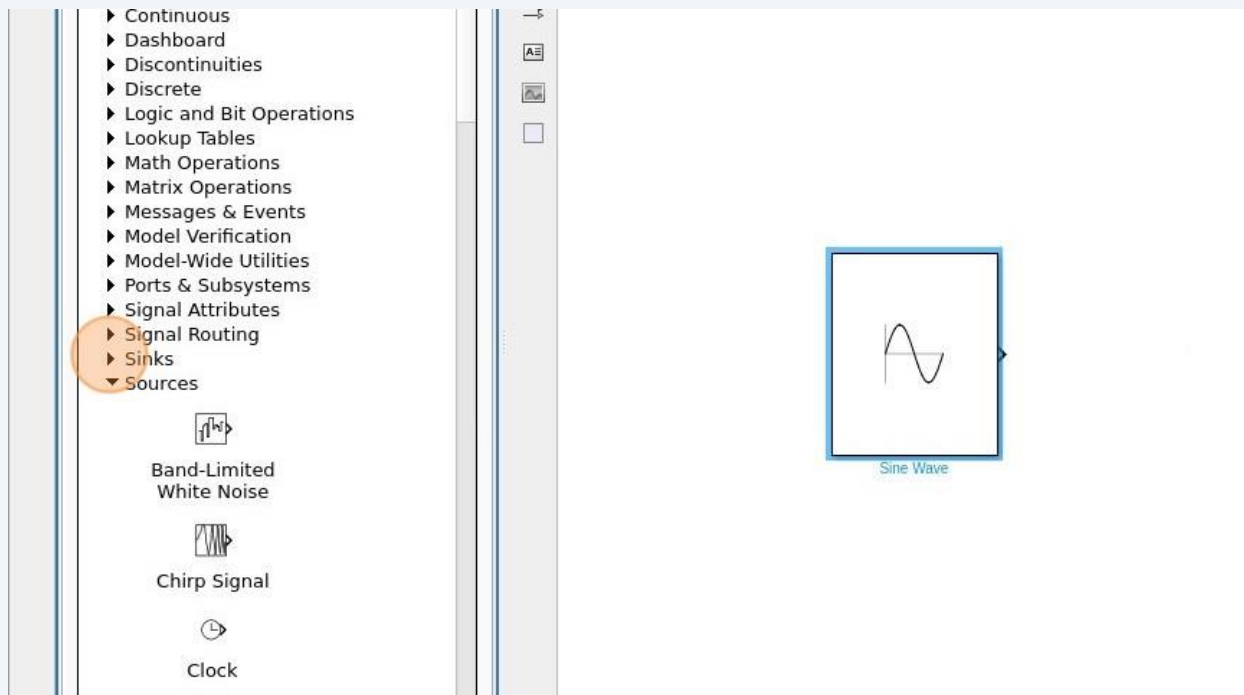 Continuous
Dashboard
Discontinuities
Discrete
Logic and Bit Operations
Lookup Tables
Math Operations
Matrix Operations
Messages & Events
Model Verification
Model-Wide Utilities
Ports & Subsystems
Signal Attributes
Signal Routing
Sinks
Sources
Band-Limited
White Noise
Chirp Signal
Clock
A
Sine Wave